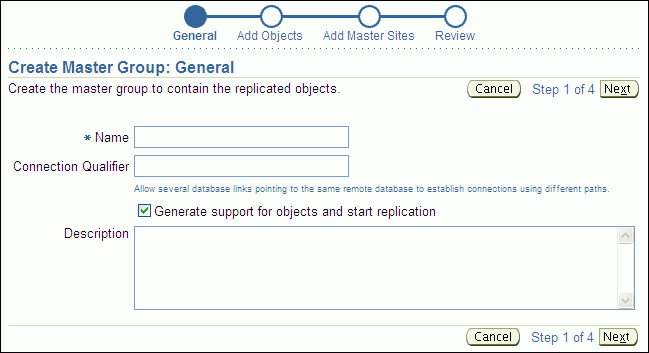 General Add Objects Add Master Sites Review
Create Master Group: General
Create the master group to contain the replicated objects. Cancel Step 1 of 4 Next
* Name
Connection Qualifier
Allow several database links pointing to the same remote database to establish connections using different paths.
Generate support for objects and start replication
Description
Cancel Step 1 of 4 Next